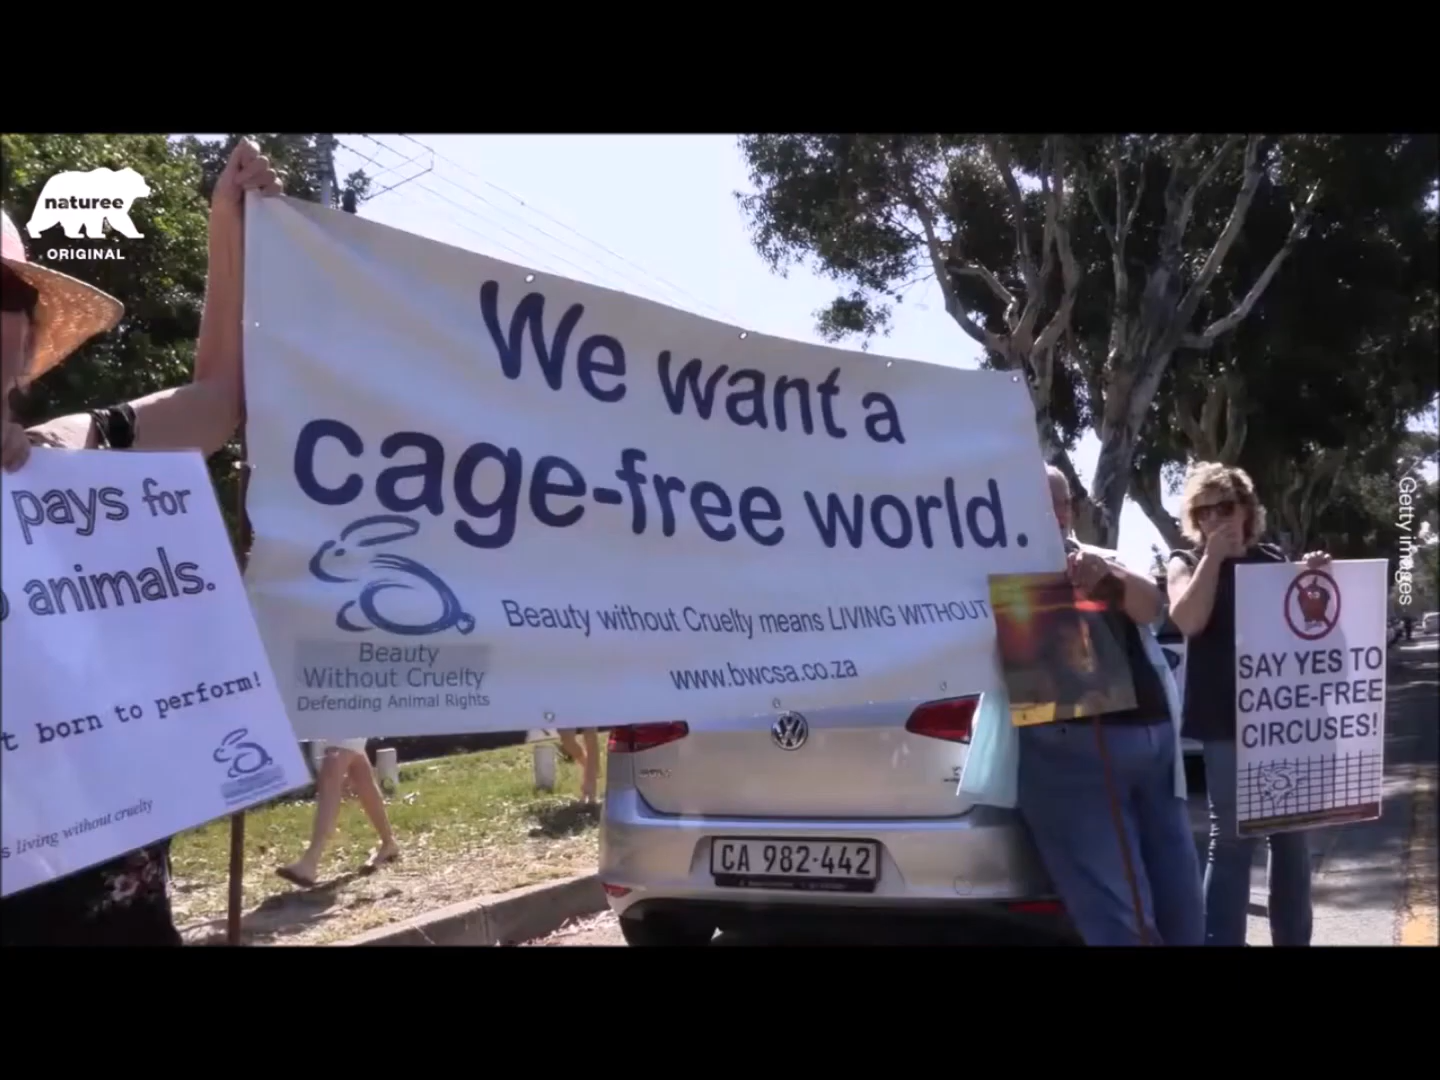 naturee
ORIGINAL
We want a
cage-free world.
Beauty without Cruelty means LIVING WITHOUT
www.bwcsa.co.za
Beauty
Without Cruelty
Defending Animal Rights
pays for
animals.
t born to perform!
s living without cruelty
SAY YES TO
CAGE-FREE
CIRCUSES!
CA 982-442
Getty images